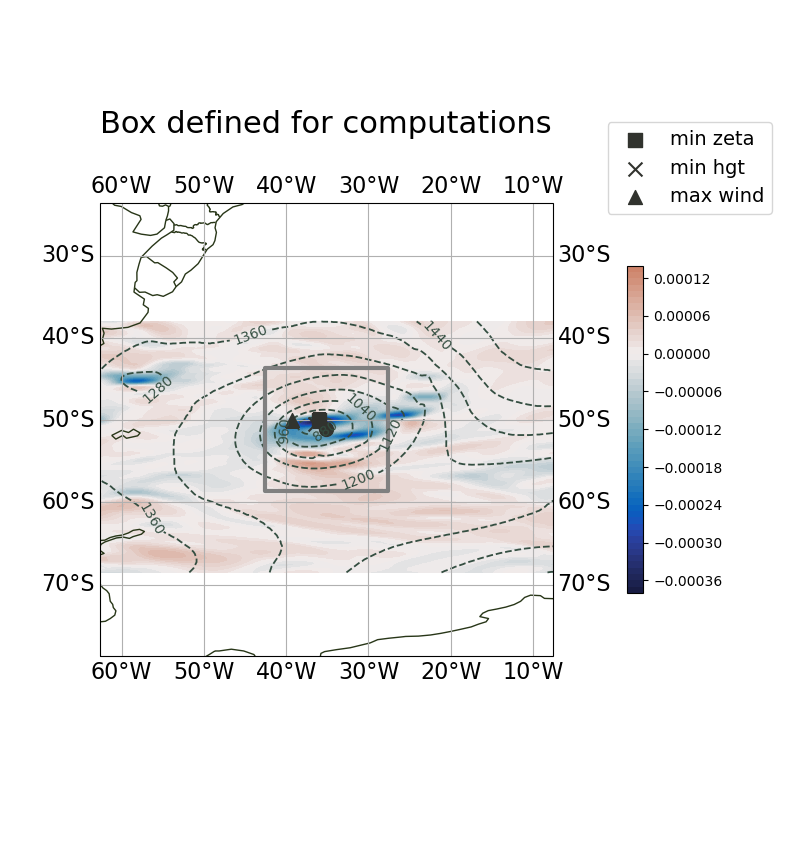 Box defined for computations
min zeta
min hgt
max wind
60°W 50°W 40°W 30°W 20°W 10°W
30°S 30°S
40°S 40°S
50°S 50°S
60°S 60°S
70°S 70°S
60°W 50°W 40°W 30°W 20°W 10°W
1360
1440
1280
1040
960
1120
1200
1360
0.00012
0.00006
0.00000
−0.00006
−0.00012
−0.00018
−0.00024
−0.00030
−0.00036